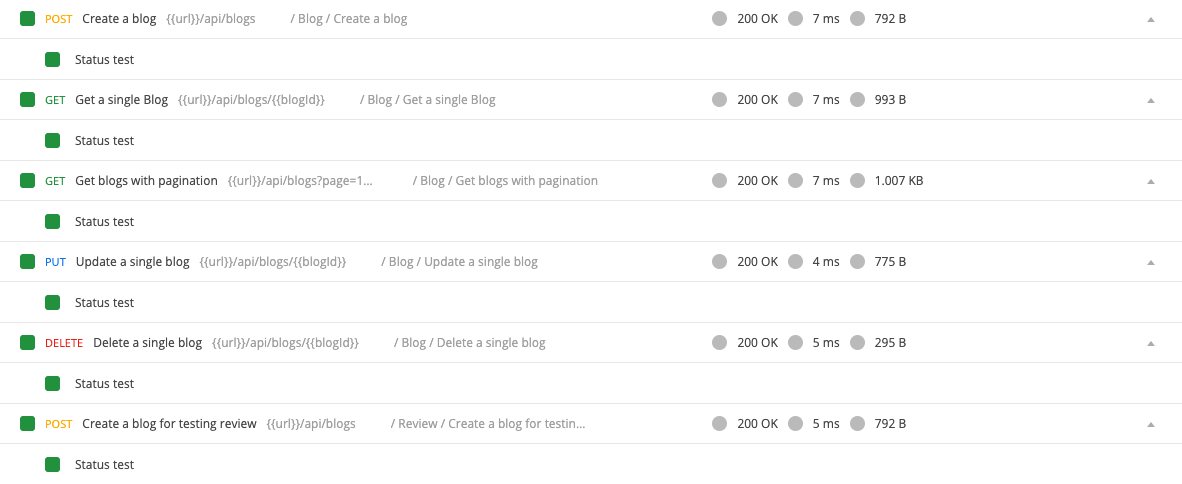 POST Create a blog {{url}}/api/blogs / Blog / Create a blog 200 OK 7 ms 792 B
Status test
GET Get a single Blog {{url}}/api/blogs/{{blogId}} / Blog / Get a single Blog 200 OK 7 ms 993 B
Status test
GET Get blogs with pagination {{url}}/api/blogs?page=1... / Blog / Get blogs with pagination 200 OK 7 ms 1.007 KB
Status test
PUT Update a single blog {{url}}/api/blogs/{{blogId}} / Blog / Update a single blog 200 OK 4 ms 775 B
Status test
DELETE Delete a single blog {{url}}/api/blogs/{{blogId}} / Blog / Delete a single blog 200 OK 5 ms 295 B
Status test
POST Create a blog for testing review {{url}}/api/blogs / Review / Create a blog for testin... 200 OK 5 ms 792 B
Status test